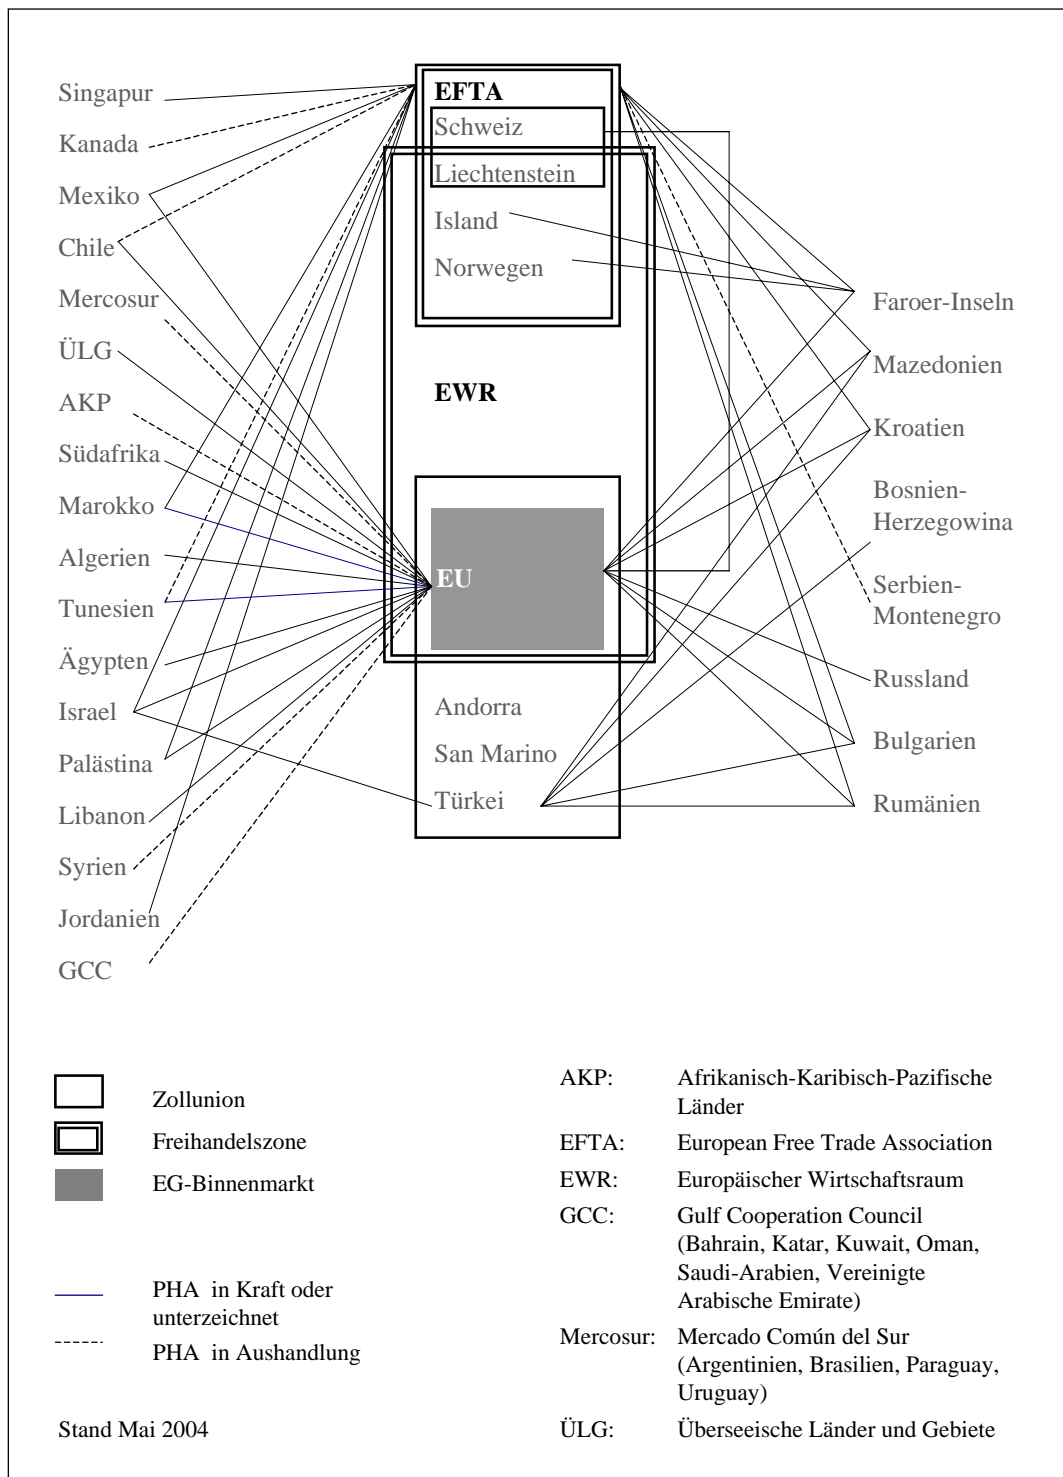 Singapur
Kanada
Mexiko
Chile
Mercosur
ÜLG
AKP
Südafrika
Marokko
Algerien
Tunesien
Ägypten
Israel
Palästina
Libanon
Syrien
Jordanien
GCC
EFTA
Schweiz
Liechtenstein
Island
Norwegen
EWR
EU
Andorra
San Marino
Türkei
Faroer-Inseln
Mazedonien
Kroatien
Bosnien-
Herzegowina
Serbien-
Montenegro
Russland
Bulgarien
Rumänien
Zollunion
Freihandelszone
EG-Binnenmarkt
PHA in Kraft oder
unterzeichnet
PHA in Aushandlung
Stand Mai 2004
AKP: Afrikanisch-Karibisch-Pazifische
Länder
EFTA: European Free Trade Association
EWR: Europäischer Wirtschaftsraum
GCC: Gulf Cooperation Council
(Bahrain, Katar, Kuwait, Oman,
Saudi-Arabien, Vereinigte
Arabische Emirate)
Mercosur: Mercado Común del Sur
(Argentinien, Brasilien, Paraguay,
Uruguay)
ÜLG: Überseeische Länder und Gebiete